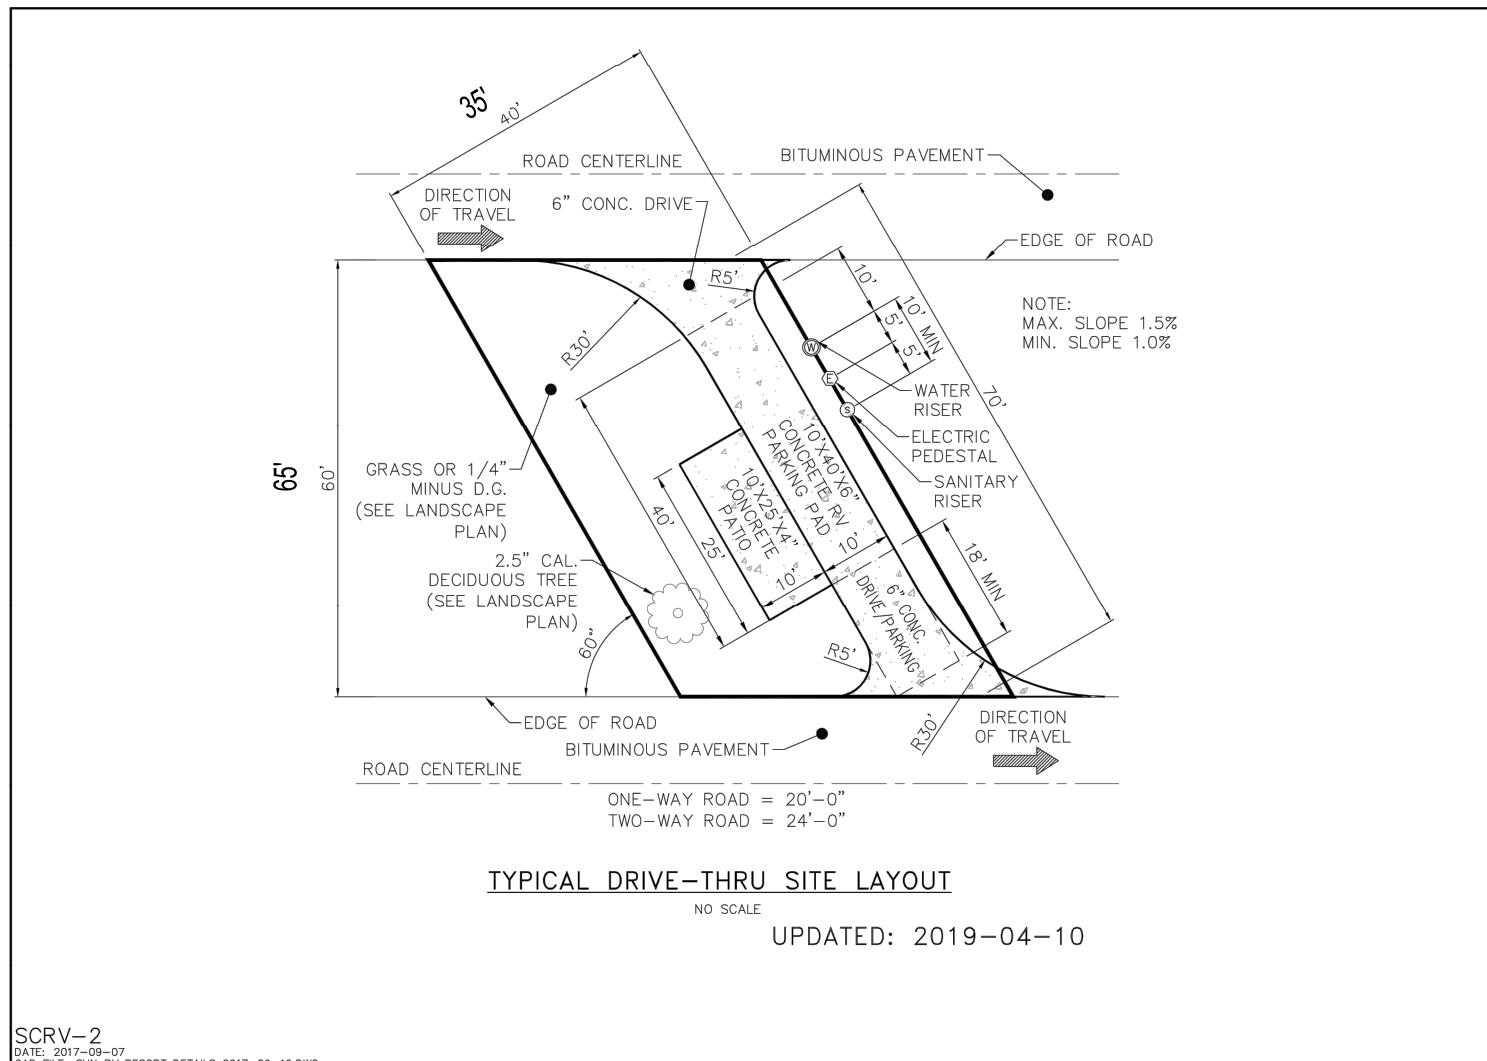 35'
40'
ROAD CENTERLINE
BITUMINOUS PAVEMENT
DIRECTION
OF TRAVEL
6" CONC. DRIVE
EDGE OF ROAD
R5'
10'
10' MIN
5'
5'
NOTE:
MAX. SLOPE 1.5%
MIN. SLOPE 1.0%
R30'
W
E
S
WATER
RISER
70'
ELECTRIC
PEDESTAL
SANITARY
RISER
65'
60'
GRASS OR 1/4"
MINUS D.G.
(SEE LANDSCAPE
PLAN)
10'X40'X6"
CONCRETE RV
PARKING PAD
10'X25'X4"
CONCRETE
PATIO
40'
25'
10'
10'
18' MIN
2.5" CAL.
DECIDUOUS TREE
(SEE LANDSCAPE
PLAN)
6" CONC.
DRIVE/PARKING
60°
R5'
R30'
EDGE OF ROAD
BITUMINOUS PAVEMENT
DIRECTION
OF TRAVEL
ROAD CENTERLINE
ONE-WAY ROAD = 20'-0"
TWO-WAY ROAD = 24'-0"
TYPICAL DRIVE-THRU SITE LAYOUT
NO SCALE
UPDATED: 2019-04-10
SCRV-2
DATE: 2017-09-07